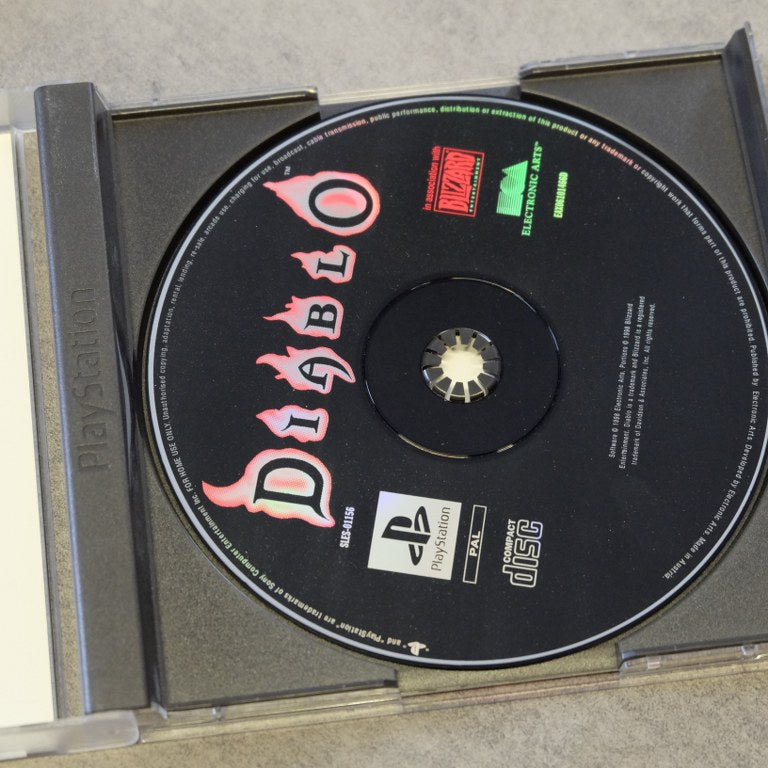 PlayStation
DIABLO™
in association with
BLIZZARD
ENTERTAINMENT
ELECTRONIC ARTS™
Software © 1998 Electronic Arts. Portions © 1998 Blizzard
Entertainment. Diablo is a trademark and Blizzard is a registered
trademark of Davidson & Associates, Inc. All rights reserved.
SLES-01156
PlayStation
PAL
COMPACT
disc
" and "PlayStation" are trademarks of Sony Computer Entertainment Inc. FOR HOME USE ONLY. Unauthorised copying, adaptation, rental, lending, re-sale, arcade use, charging for use, broadcast, cable transmission, public performance, distribution or extraction of this product or any trademark or copyright work that forms part of this product are prohibited. Published by Electronic Arts. Developed by Electronic Arts. Made in Austria.